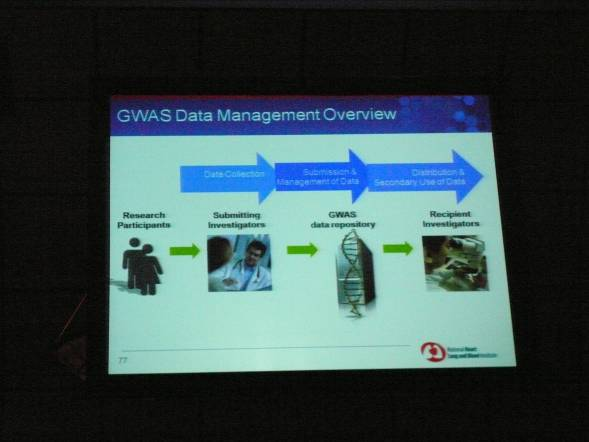 GWAS Data Management Overview
Data Collection
Submission &
Management of Data
Distribution &
Secondary Use of Data
Research
Participants
Submitting
Investigators
GWAS
data repository
Recipient
Investigators
77
National Heart
Lung and Blood Institute